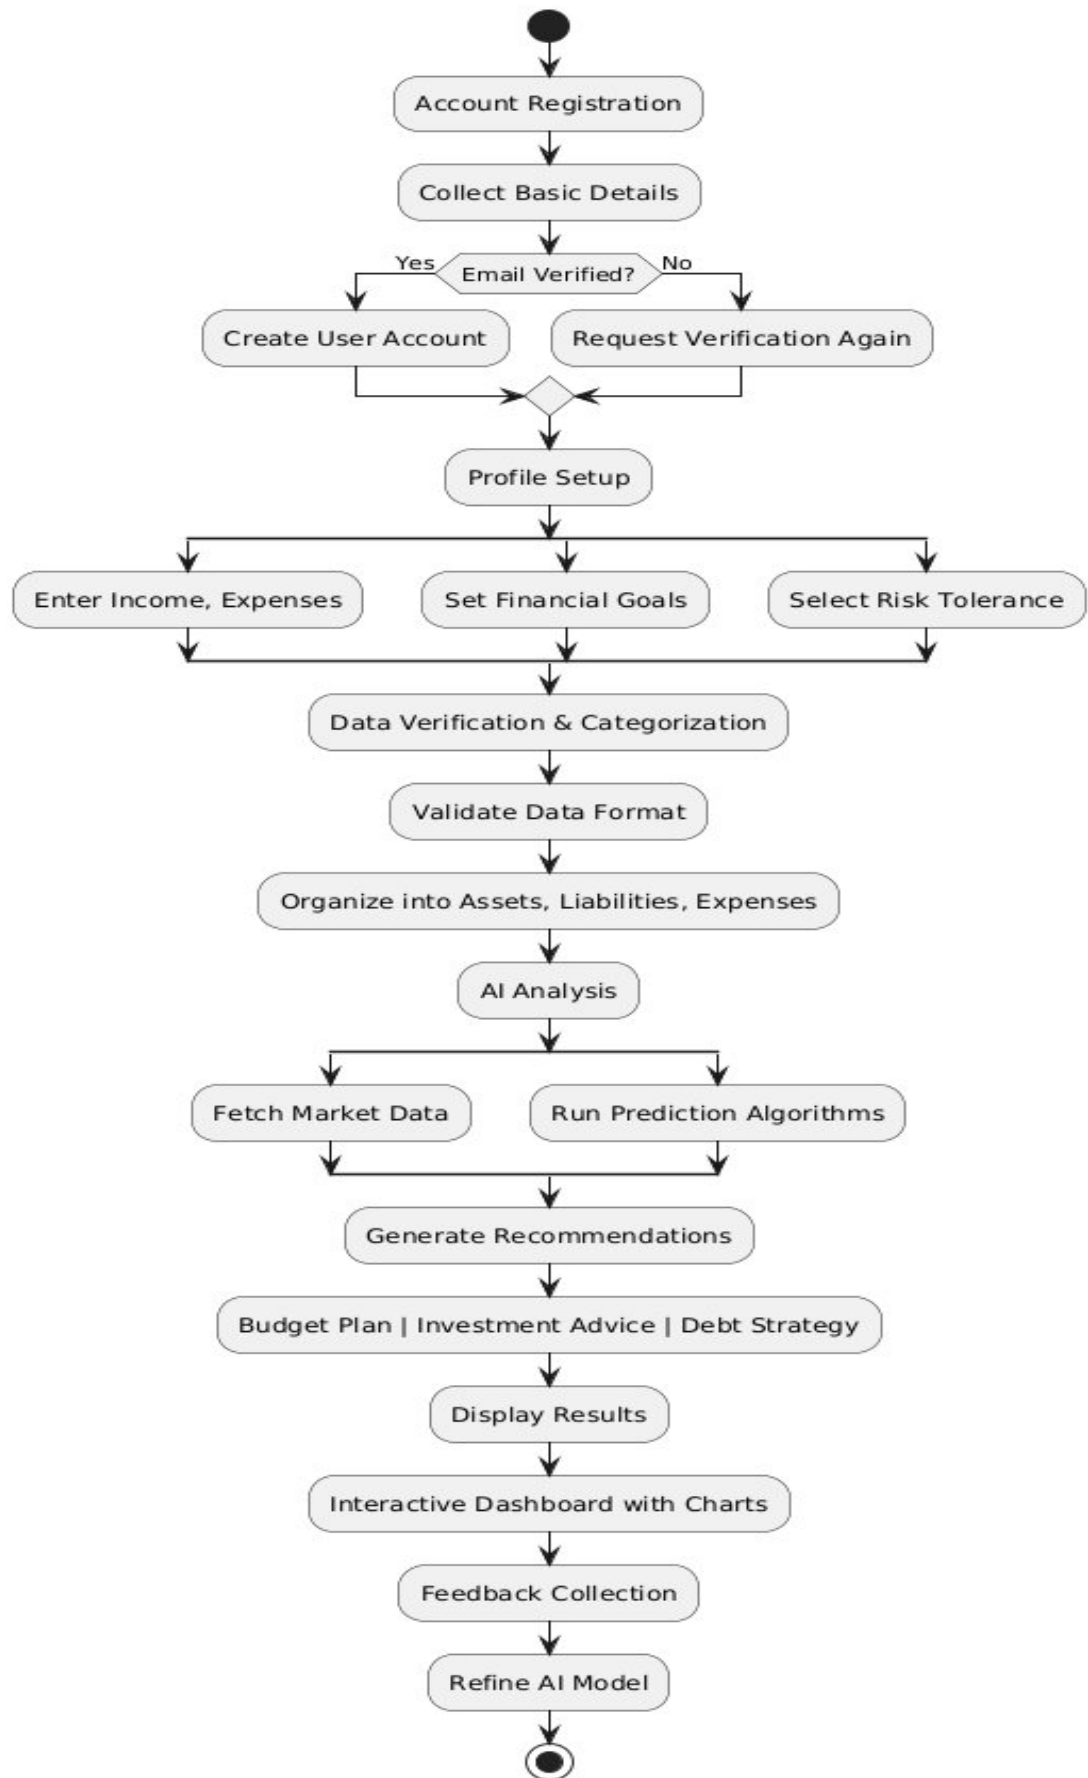 Account Registration
Collect Basic Details
Yes
Email Verified?
No
Create User Account
Request Verification Again
Profile Setup
Enter Income, Expenses
Set Financial Goals
Select Risk Tolerance
Data Verification & Categorization
Validate Data Format
Organize into Assets, Liabilities, Expenses
AI Analysis
Fetch Market Data
Run Prediction Algorithms
Generate Recommendations
Budget Plan | Investment Advice | Debt Strategy
Display Results
Interactive Dashboard with Charts
Feedback Collection
Refine AI Model